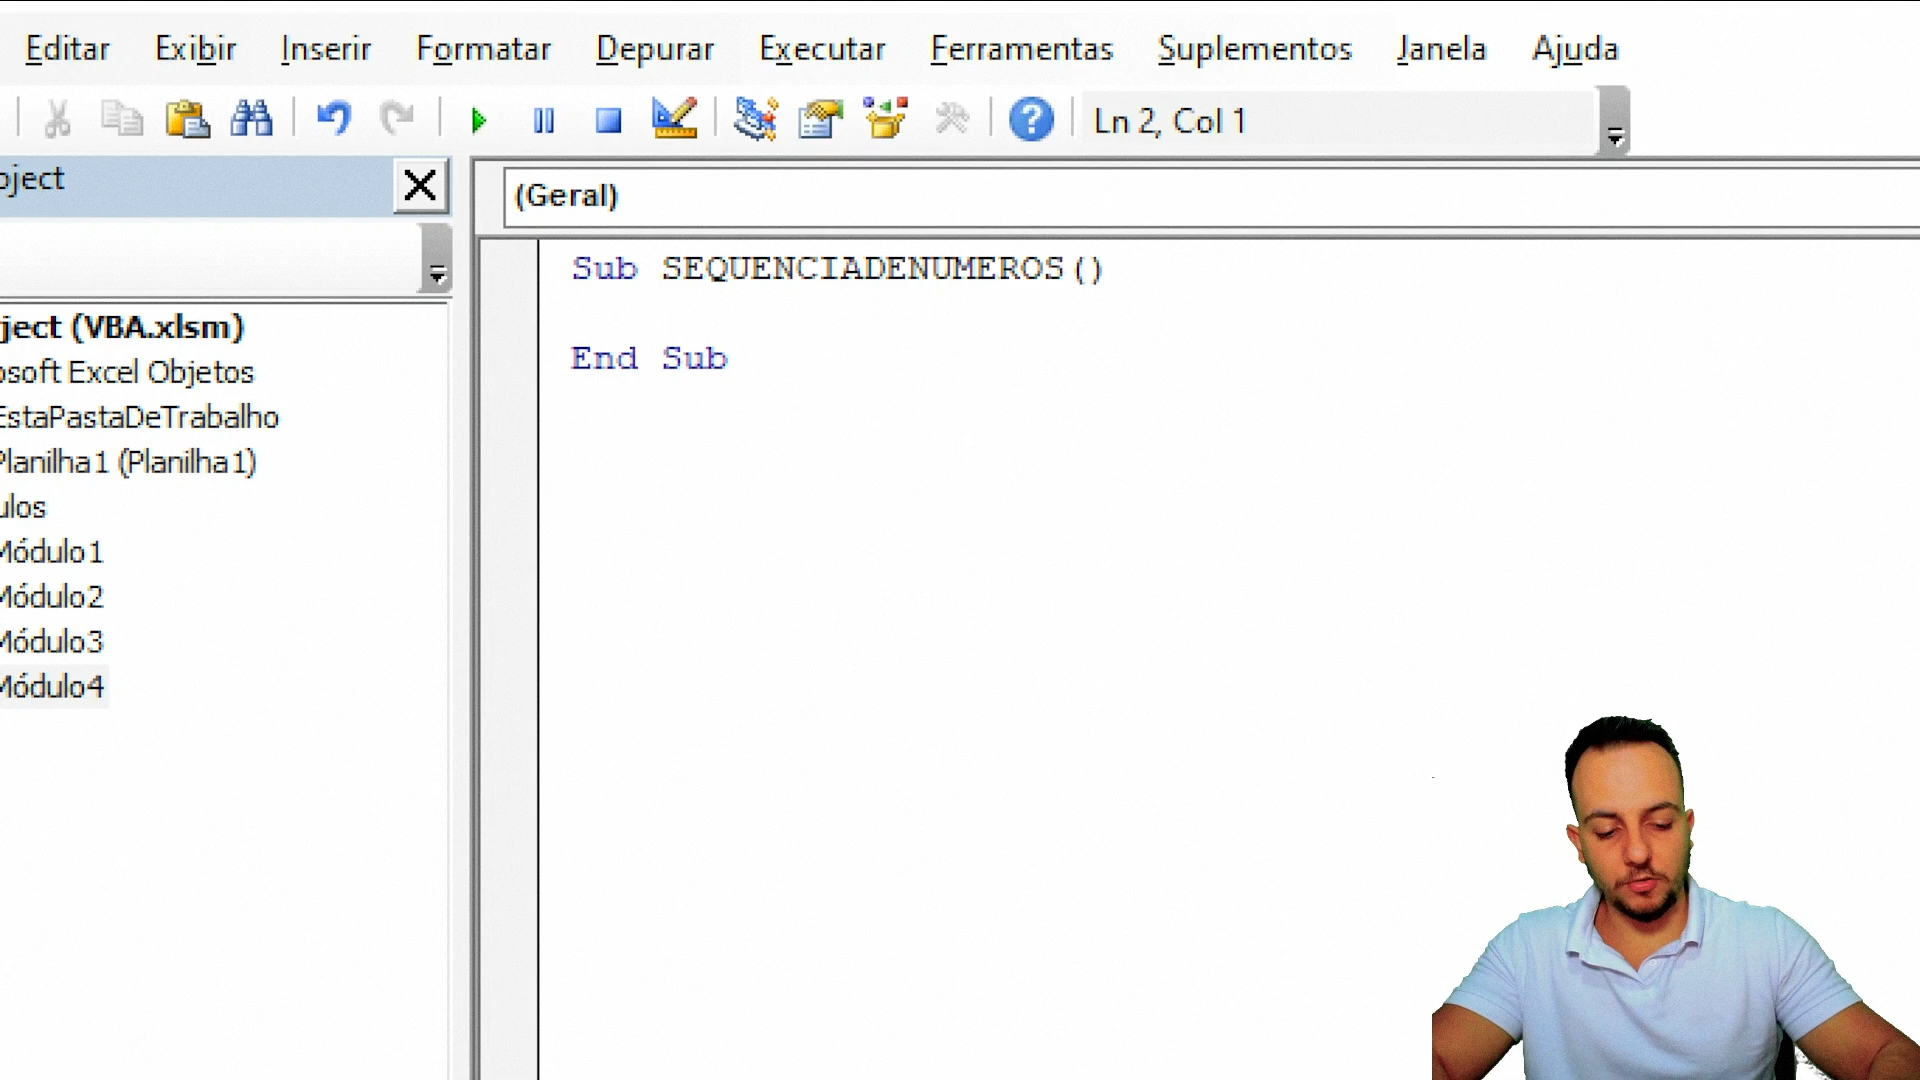 Editar Exibir Inserir Formatar Depurar Executar Ferramentas Suplementos Janela Ajuda
Ln 2, Col 1
oject
(Geral)
Sub SEQUENCIADENUMEROS()
End Sub
ject (VBA.xlsm)
osoft Excel Objetos
EstaPastaDeTrabalho
Planilha1 (Planilha1)
ulos
Módulo1
Módulo2
Módulo3
Módulo4